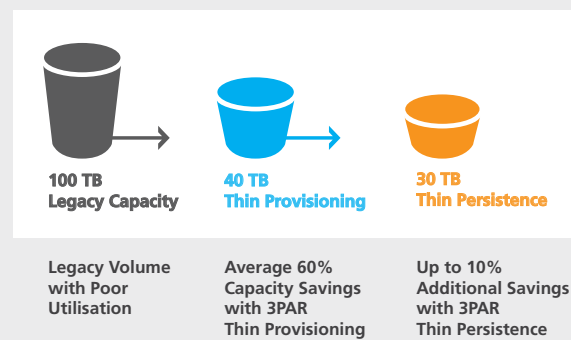 100 TB
Legacy Capacity
40 TB
Thin Provisioning
30 TB
Thin Persistence
Legacy Volume
with Poor
Utilisation
Average 60%
Capacity Savings
with 3PAR
Thin Provisioning
Up to 10%
Additional Savings
with 3PAR
Thin Persistence